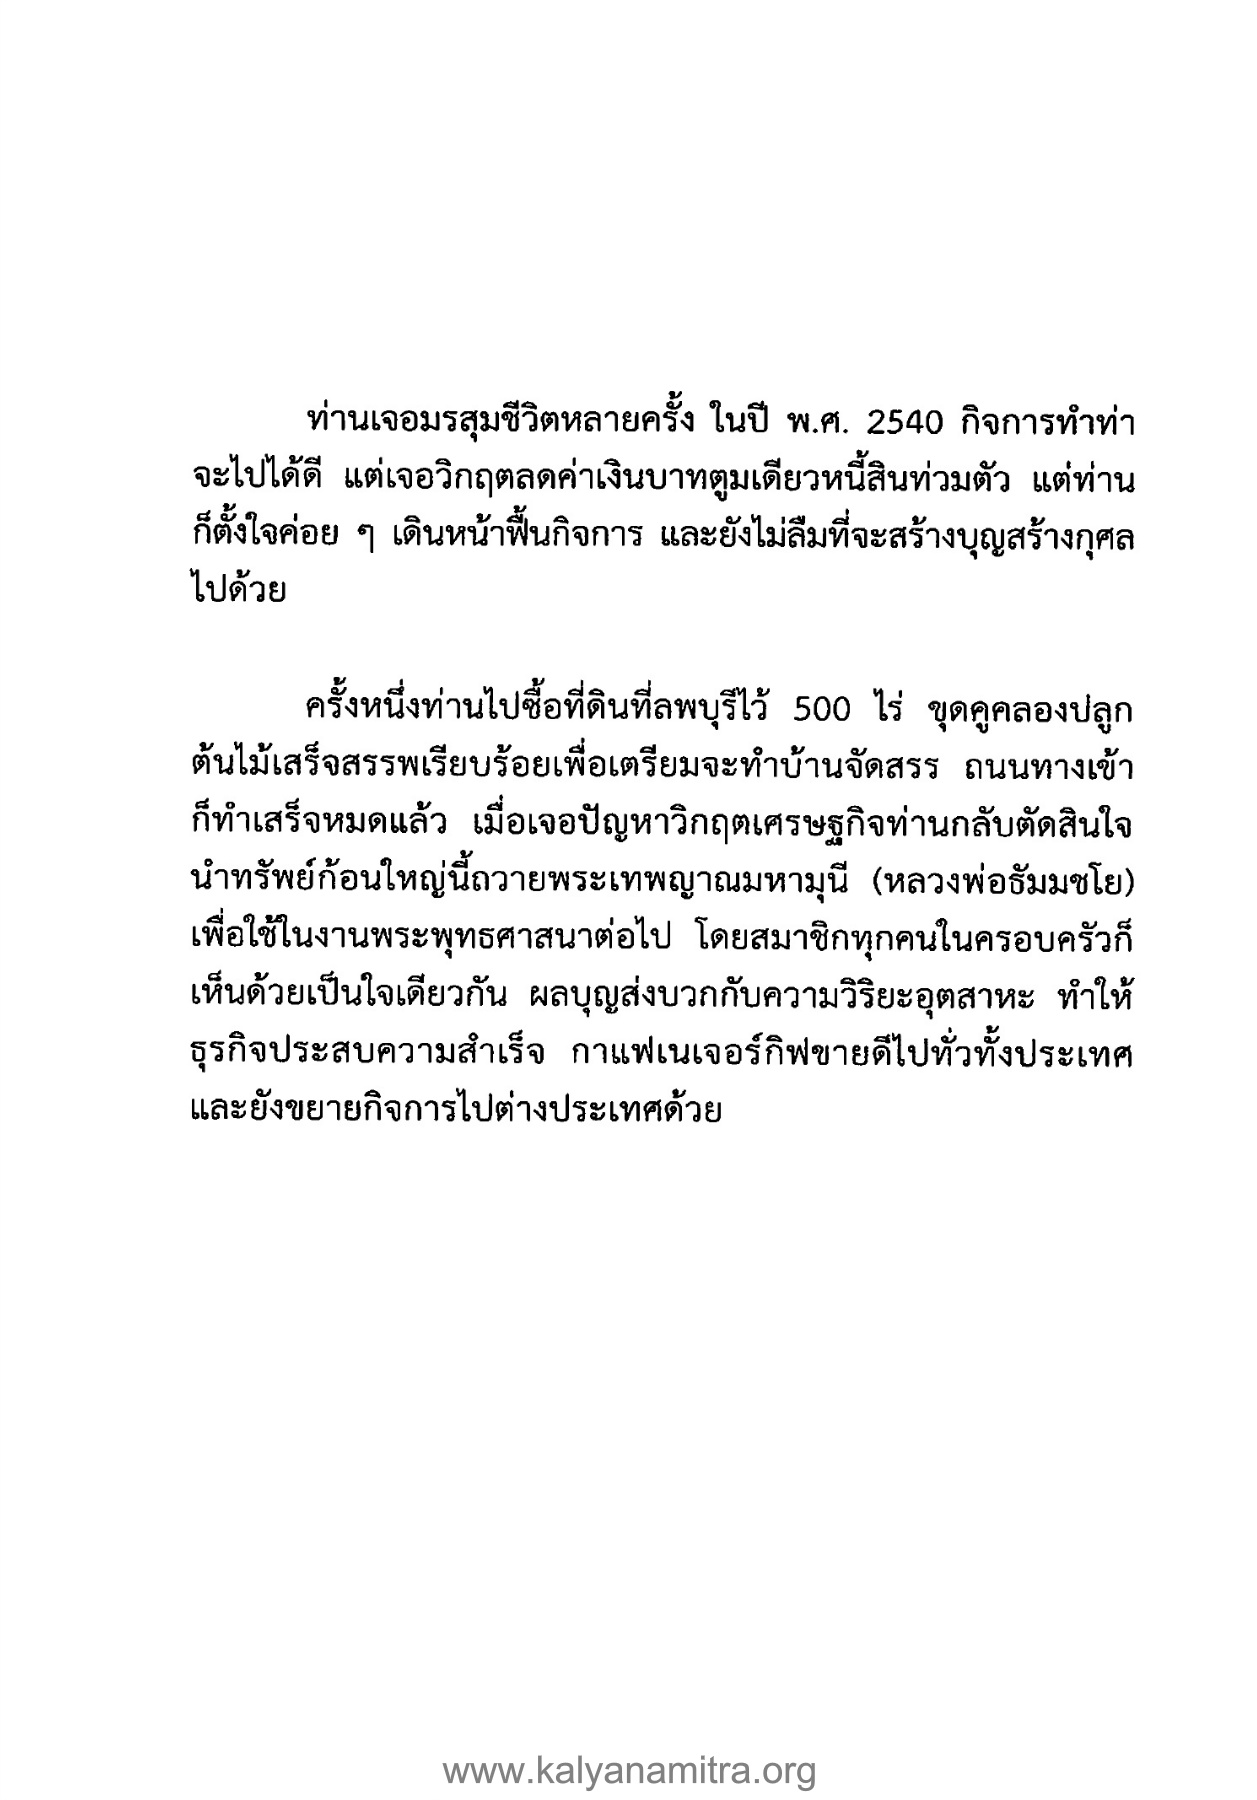 ท่านเจอมรสุมชีวิตหลายครั้ง ในปี พ.ศ. 2540 กิจการทำท่า
จะไปได้ดี แต่เจอวิกฤตลดค่าเงินบาทตูมเดียวหนี้สินท่วมตัว แต่ท่าน
ก็ตั้งใจค่อย ๆ เดินหน้าฟื้นกิจการ และยังไม่ลืมที่จะสร้างบุญสร้างกุศล
ไปด้วย
ครั้งหนึ่งท่านไปซื้อที่ดินที่ลพบุรีไว้ 500 ไร่ ขุดคูคลองปลูก
ต้นไม้เสร็จสรรพเรียบร้อยเพื่อเตรียมจะทำบ้านจัดสรร ถนนทางเข้า
ก็ทำเสร็จหมดแล้ว เมื่อเจอปัญหาวิกฤตเศรษฐกิจท่านกลับตัดสินใจ
นำทรัพย์ก้อนใหญ่นี้ถวายพระเทพญาณมหามุนี (หลวงพ่อธัมมชโย)
เพื่อใช้ในงานพระพุทธศาสนาต่อไป โดยสมาชิกทุกคนในครอบครัวก็
เห็นด้วยเป็นใจเดียวกัน ผลบุญส่งบวกกับความวิริยะอุตสาหะ ทำให้
ธุรกิจประสบความสำเร็จ กาแฟเนเจอร์กิฟขายดีไปทั่วทั้งประเทศ
และยังขยายกิจการไปต่างประเทศด้วย
www.kalyanamitra.org